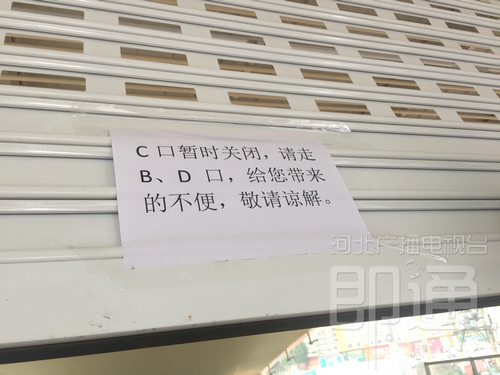 C 口暂时关闭，请走
B、D 口，给您带来
的不便，敬请谅解。
河北广播电视台
即通